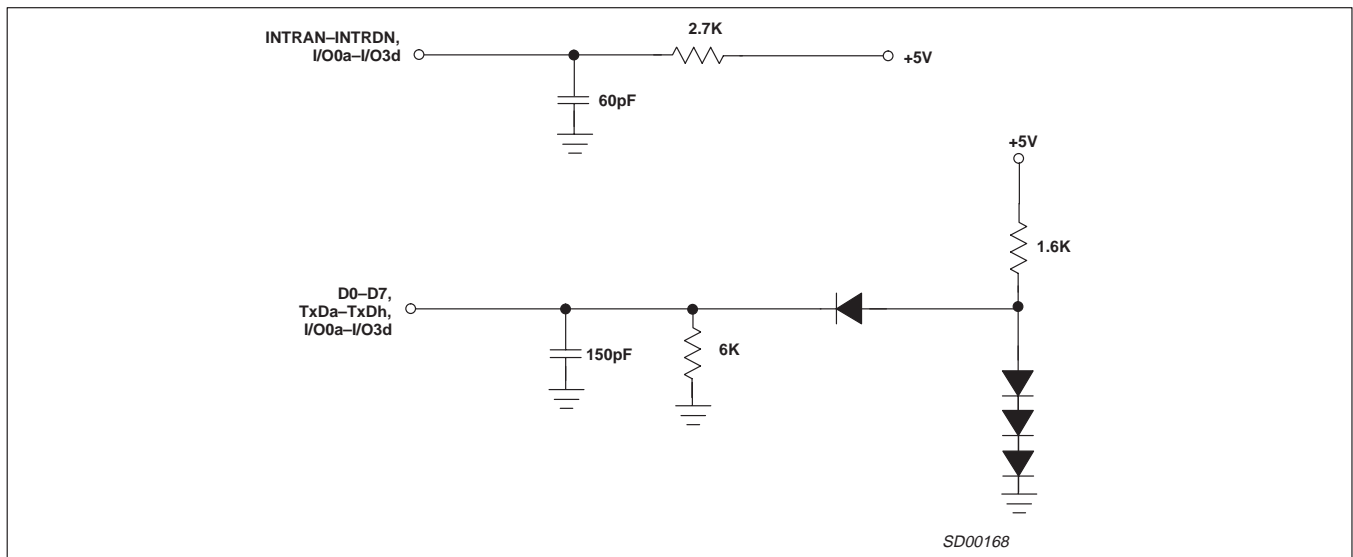 INTRAN–INTRDN,
I/O0a–I/O3d
2.7K
+5V
60pF
+5V
1.6K
D0–D7,
TxDa–TxDh,
I/O0a–I/O3d
150pF
6K
SD00168